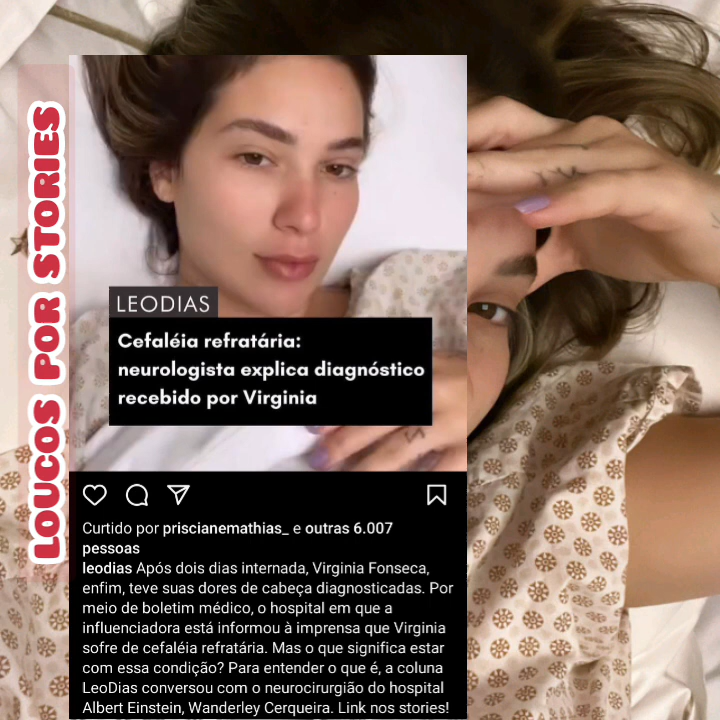 LOUCOS POR STORIES
LEODIAS
Cefaléia refratária:
neurologista explica diagnóstico
recebido por Virginia
Curtido por priscianemathias_ e outras 6.007
pessoas
leodias Após dois dias internada, Virginia Fonseca,
enfim, teve suas dores de cabeça diagnosticadas. Por
meio de boletim médico, o hospital em que a
influenciadora está informou à imprensa que Virginia
sofre de cefaléia refratária. Mas o que significa estar
com essa condição? Para entender o que é, a coluna
LeoDias conversou com o neurocirurgião do hospital
Albert Einstein, Wanderley Cerqueira. Link nos stories!